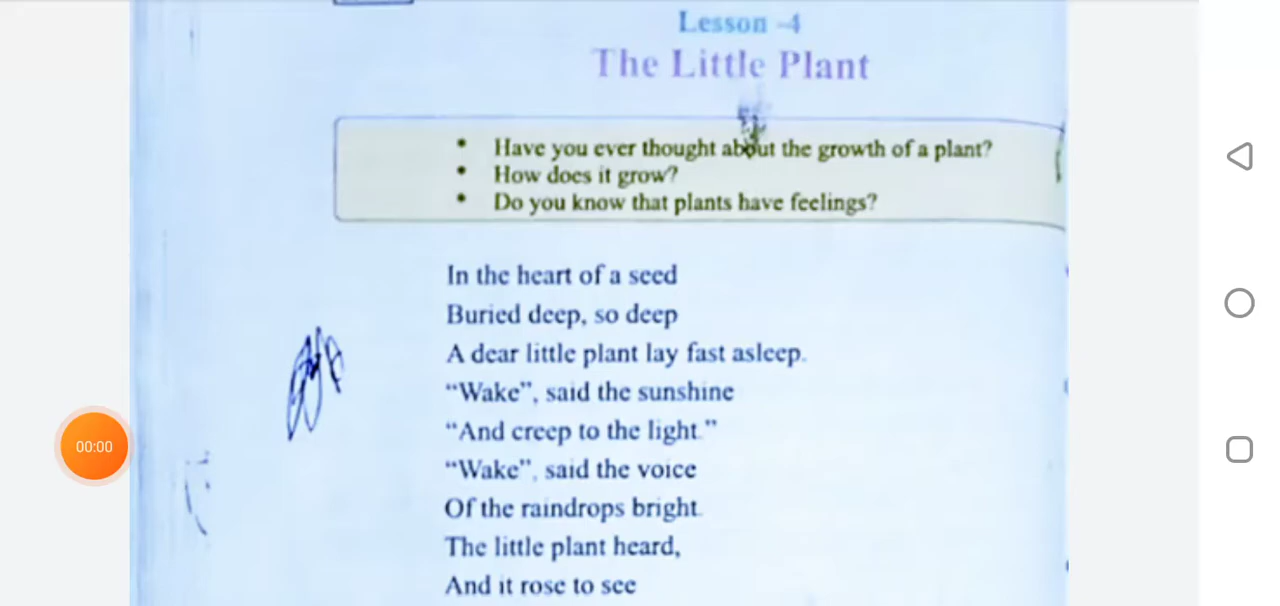 Lesson -4
The Little Plant
• Have you ever thought about the growth of a plant?
• How does it grow?
• Do you know that plants have feelings?
In the heart of a seed
Buried deep, so deep
A dear little plant lay fast asleep.
“Wake”, said the sunshine
“And creep to the light.”
“Wake”, said the voice
Of the raindrops bright.
The little plant heard,
And it rose to see
00:00